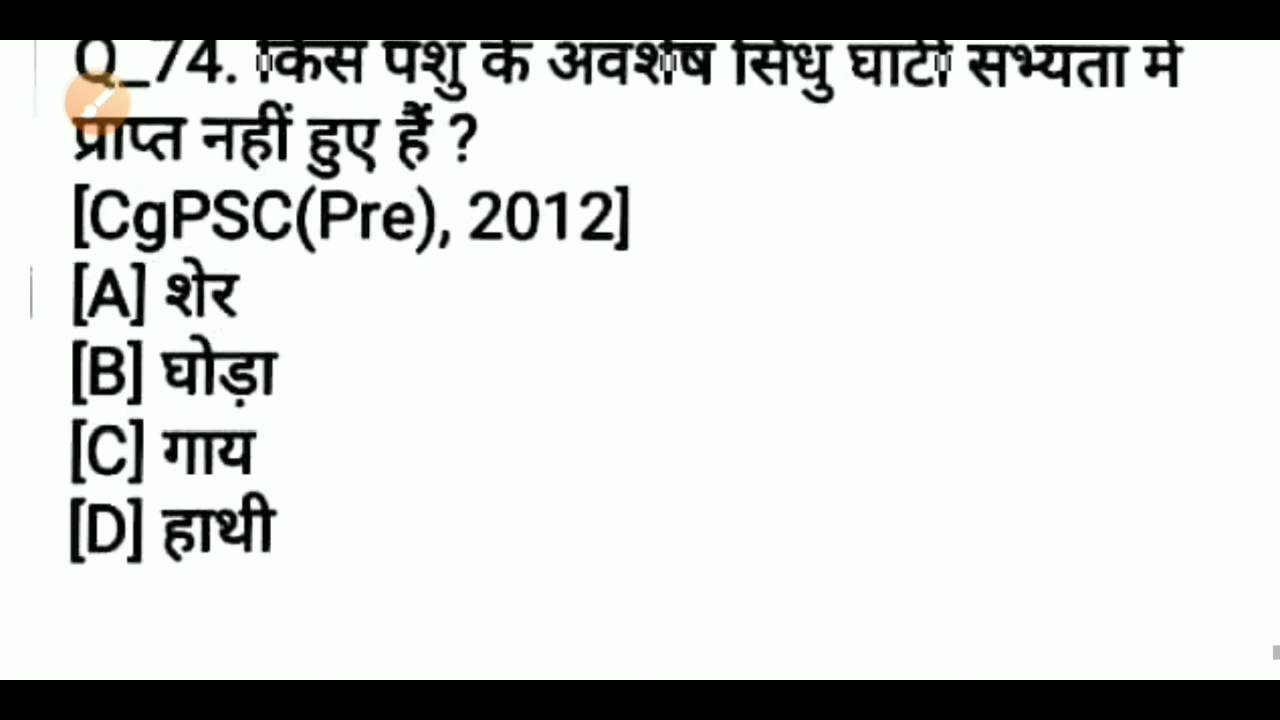 Q_74. किस पशु के अवशेष सिंधु घाटी सभ्यता में
प्राप्त नहीं हुए हैं ?
[CgPSC(Pre), 2012]
[A] शेर
[B] घोड़ा
[C] गाय
[D] हाथी